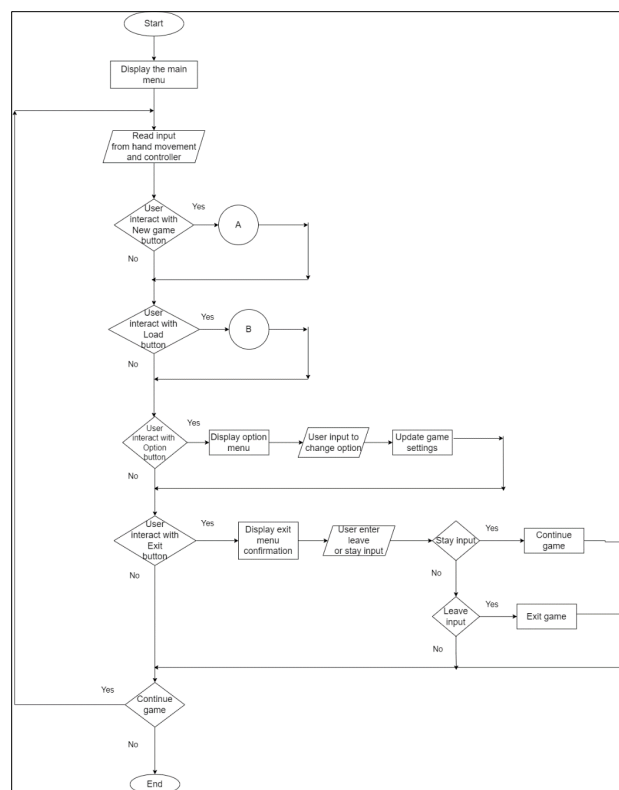 Start
Display the main
menu
Read input
from hand movement
and controller
User
interact with
New game
button
Yes
A
No
User
interact with
Load
button
Yes
B
No
User
interact with
Option
button
Yes
Display option
menu
User input to
change option
Update game
settings
No
User
interact with
Exit
button
Yes
Display exit
menu
confirmation
User enter
leave
or stay input
Stay input
Yes
Continue
game
No
No
Leave
input
Yes
Exit game
No
Continue
game
Yes
No
End